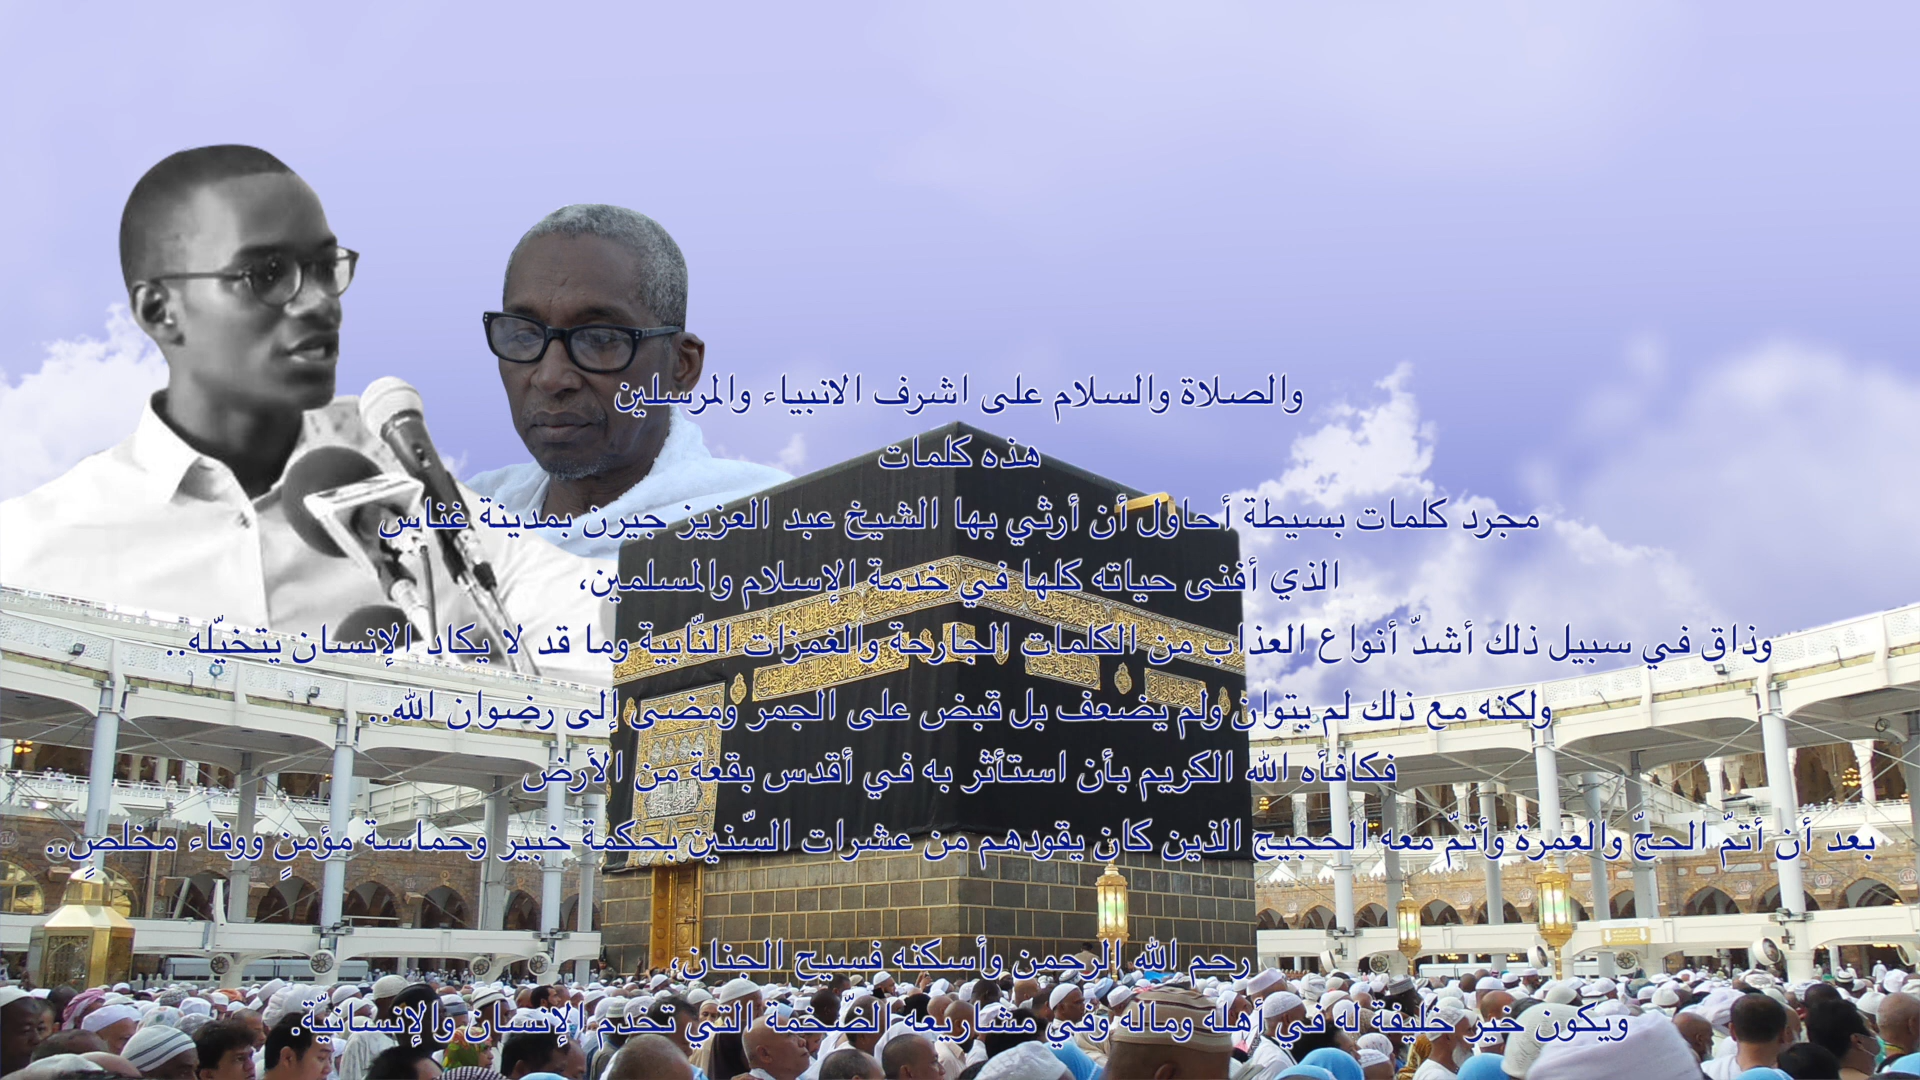 والصلاة والسلام على اشرف الانبياء والمرسلين
هذه كلمات
مجرد كلمات بسيطة أحاول أن أرثي بها الشيخ عبد العزيز جيرن بمدينة غناس
الذي أفنى حياته كلها في خدمة الإسلام والمسلمين،
وذاق في سبيل ذلك أشدّ أنواع العذاب من الكلمات الجارحة والغمزات النّابية وما قد لا يكاد الإنسان يتخيّله..
ولكنه مع ذلك لم يتوان ولم يضعف بل قبض على الجمر ومضى إلى رضوان الله..
فكافأه الله الكريم بأن استأثر به في أقدس بقعة من الأرض
بعد أن أتمّ الحجّ والعمرة وأتمّ معه الحجيج الذين كان يقودهم من عشرات السّنين بحكمة خبير وحماسة مؤمنٍ ووفاء مخلصٍ..
رحم الله الرحمن وأسكنه فسيح الجنان،
ويكون خير خليفة له في أهله وماله وفي مشاريعه الضّخمة التي تخدم الإنسان والإنسانيّة.